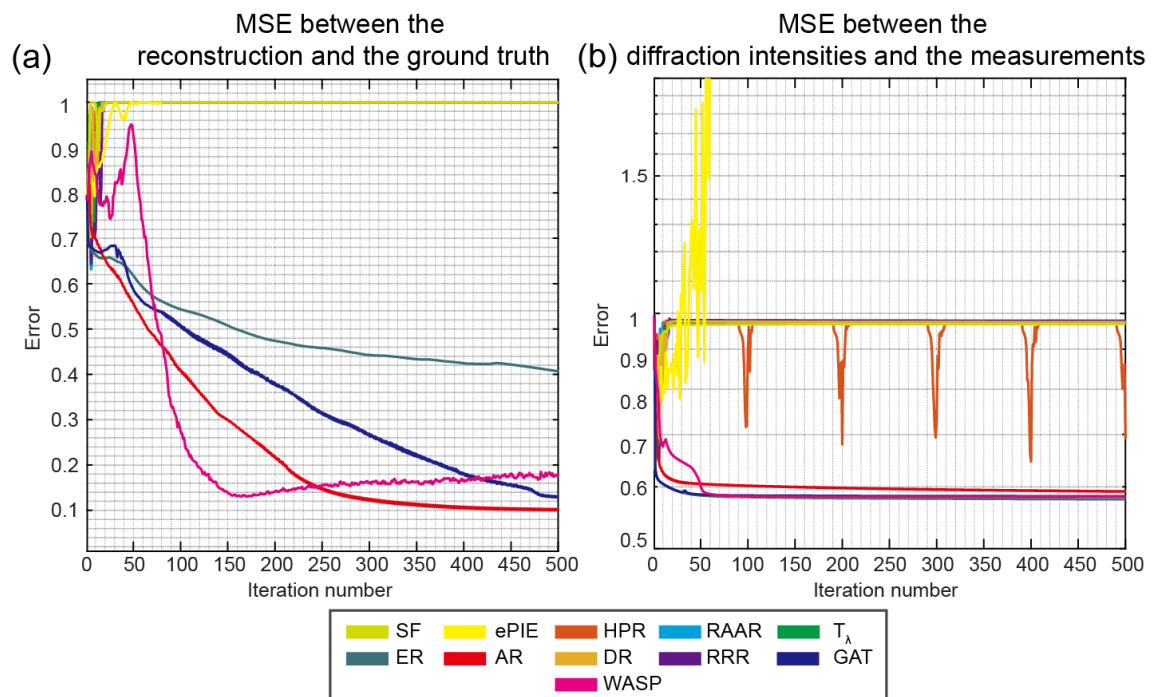 MSE between the
reconstruction and the ground truth
(a)
1
0.9
0.8
0.7
0.6
0.5
0.4
0.3
0.2
0.1
Error
0 50 100 150 200 250 300 350 400 450 500
Iteration number
MSE between the
diffraction intensities and the measurements
(b)
1.5
1
0.9
0.8
0.7
0.6
0.5
Error
0 50 100 150 200 250 300 350 400 450 500
Iteration number
SF ePIE HPR RAAR T_λ
ER AR DR RRR GAT
WASP